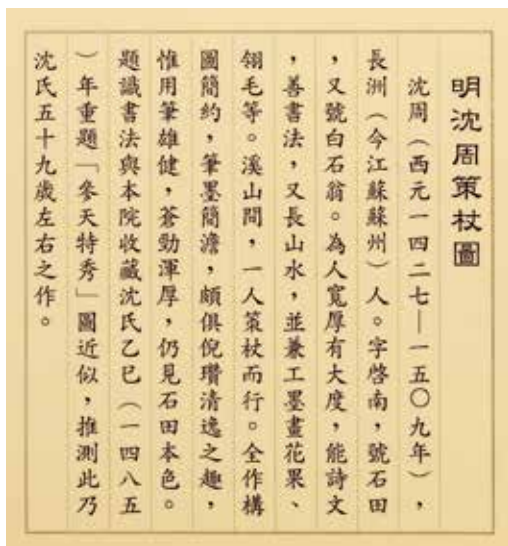 明沈周策杖圖
沈周（西元一四二七—一五〇九年），
長洲（今江蘇蘇州）人。字啓南，號石田
，又號白石翁。為人寬厚有大度，能詩文
，善書法，又長山水，並兼工墨畫花果、
翎毛等。溪山間，一人策杖而行。全作構
圖簡約，筆墨簡澹，頗俱倪瓚清逸之趣，
惟用筆雄健，蒼勁渾厚，仍見石田本色。
題識書法與本院收藏沈氏乙巳（一四八五
）年重題「參天特秀」圖近似，推測此乃
沈氏五十九歲左右之作。